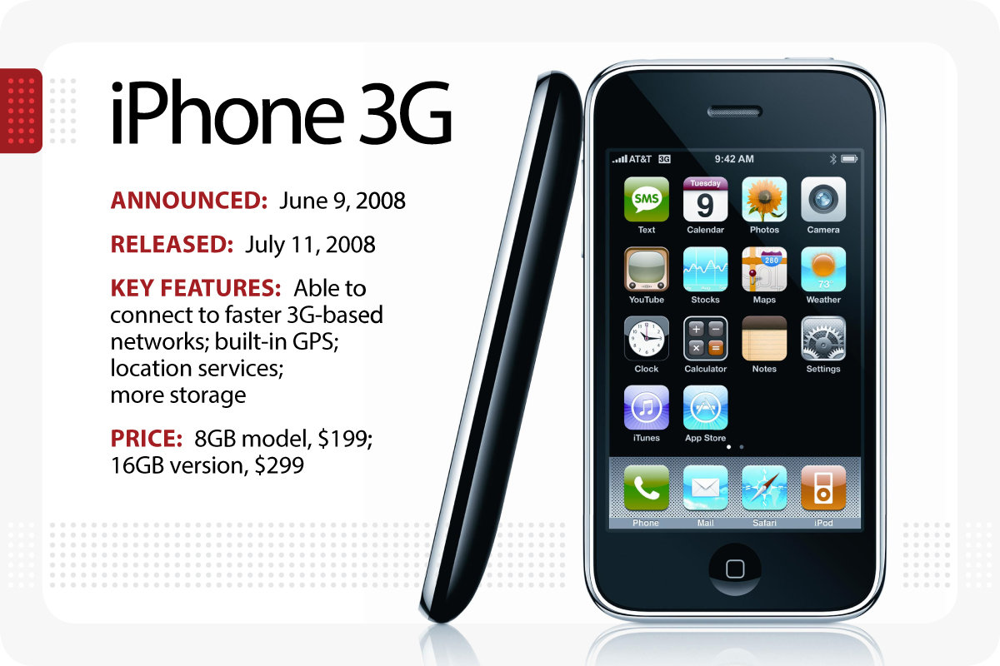 iPhone 3G
ANNOUNCED: June 9, 2008
RELEASED: July 11, 2008
KEY FEATURES: Able to
connect to faster 3G-based
networks; built-in GPS;
location services;
more storage
PRICE: 8GB model, $199;
16GB version, $299
AT&T 3G 9:42 AM
SMS
Tuesday
9
Text Calendar Photos Camera
280
73°
YouTube Stocks Maps Weather
Clock Calculator Notes Settings
iTunes App Store
Phone Mail Safari iPod